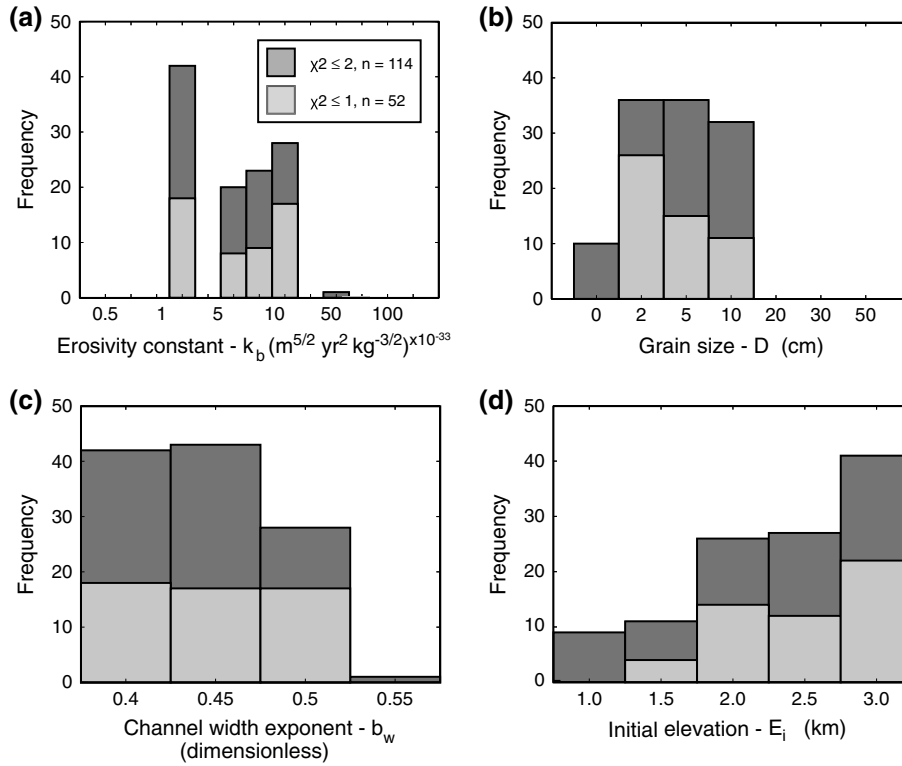 (a)
50
40
30
20
10
0
Frequency
χ2 ≤ 2, n = 114
χ2 ≤ 1, n = 52
0.5 1 5 10 50 100
Erosivity constant - k_b (m^5/2 yr^2 kg^-3/2)^x10^-33
(b)
50
40
30
20
10
0
Frequency
0 2 5 10 20 30 50
Grain size - D (cm)
(c)
50
40
30
20
10
0
Frequency
0.4 0.45 0.5 0.55
Channel width exponent - b_w
(dimensionless)
(d)
50
40
30
20
10
0
Frequency
1.0 1.5 2.0 2.5 3.0
Initial elevation - E_i (km)